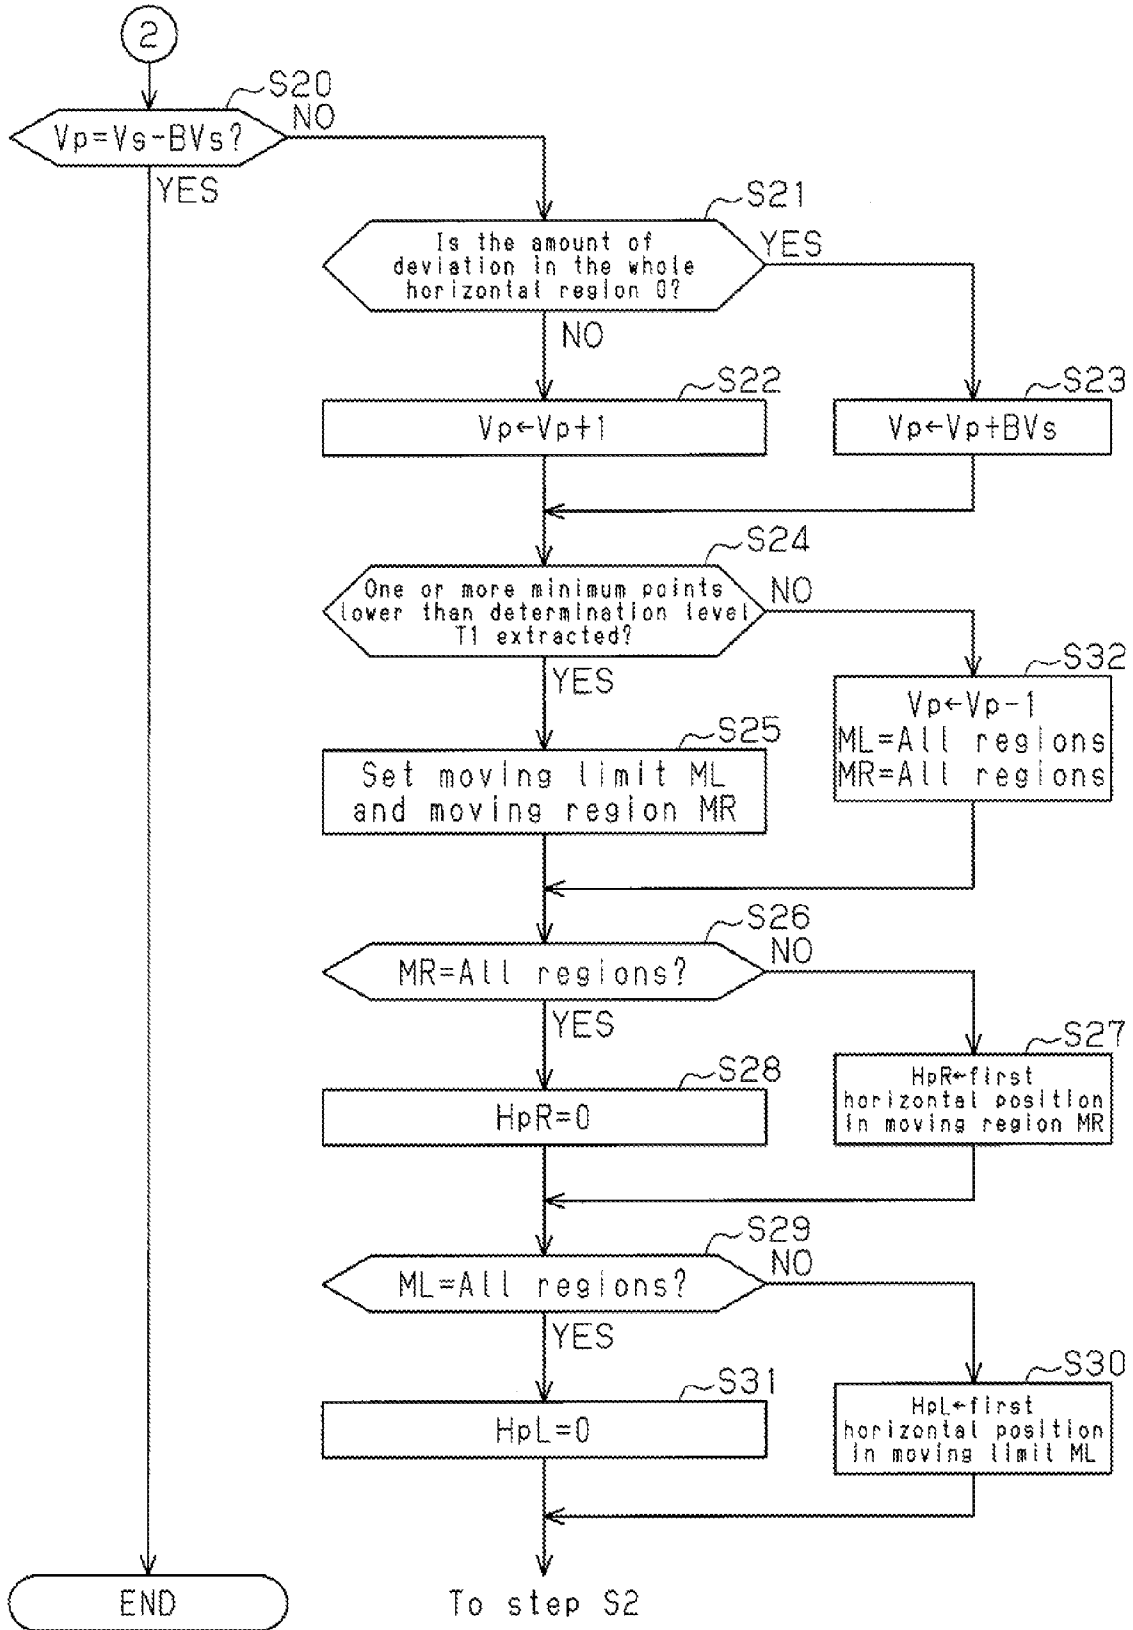 2
S20
Vp=Vs-BVs?
NO
YES
S21
Is the amount of
deviation in the whole
horizontal region 0?
YES
NO
S22
Vp←Vp+1
S23
Vp←Vp+BVs
S24
One or more minimum points
lower than determination level
T1 extracted?
NO
YES
S32
Vp←Vp-1
ML=All regions
MR=All regions
S25
Set moving limit ML
and moving region MR
S26
MR=All regions?
NO
YES
S27
HpR←first
horizontal position
in moving region MR
S28
HpR=0
S29
ML=All regions?
NO
YES
S30
HpL←first
horizontal position
in moving limit ML
S31
HpL=0
END
To step S2